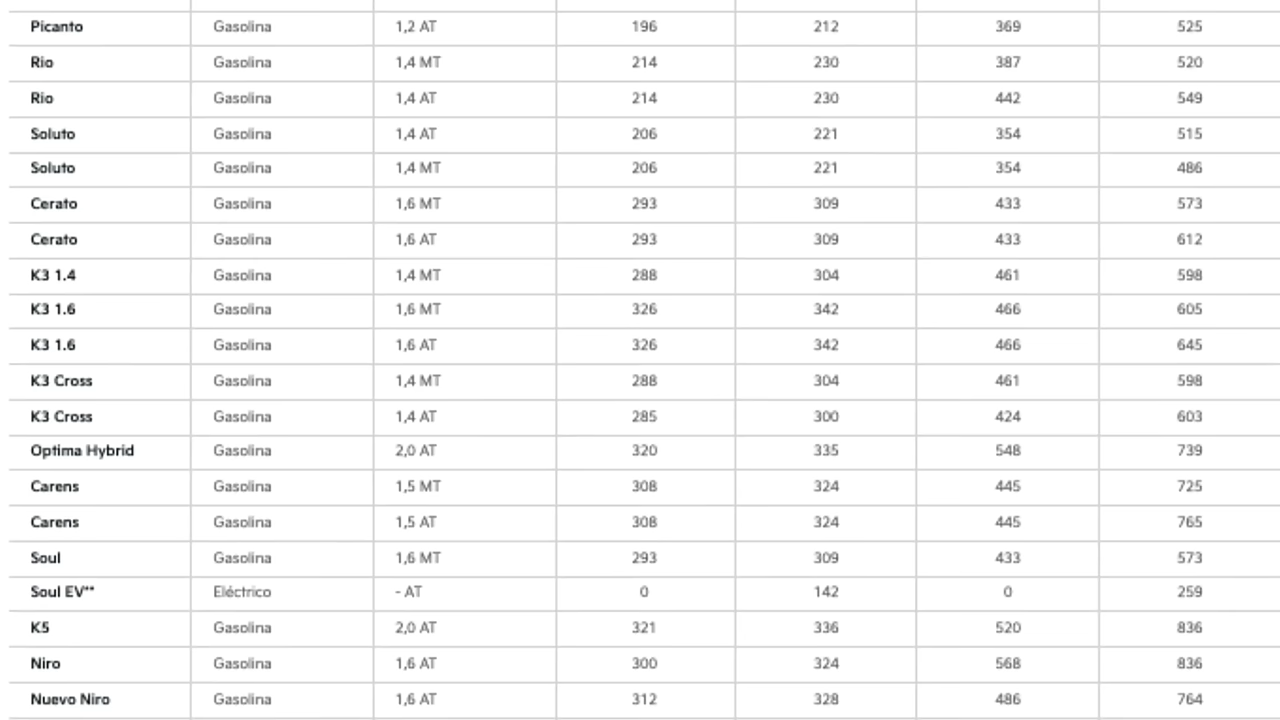 Picanto Gasolina 1,2 AT 196 212 369 525
Rio Gasolina 1,4 MT 214 230 387 520
Rio Gasolina 1,4 AT 214 230 442 549
Soluto Gasolina 1,4 AT 206 221 354 515
Soluto Gasolina 1,4 MT 206 221 354 486
Cerato Gasolina 1,6 MT 293 309 433 573
Cerato Gasolina 1,6 AT 293 309 433 612
K3 1.4 Gasolina 1,4 MT 288 304 461 598
K3 1.6 Gasolina 1,6 MT 326 342 466 605
K3 1.6 Gasolina 1,6 AT 326 342 466 645
K3 Cross Gasolina 1,4 MT 288 304 461 598
K3 Cross Gasolina 1,4 AT 285 300 424 603
Optima Hybrid Gasolina 2,0 AT 320 335 548 739
Carens Gasolina 1,5 MT 308 324 445 725
Carens Gasolina 1,5 AT 308 324 445 765
Soul Gasolina 1,6 MT 293 309 433 573
Soul EV** Eléctrico - AT 0 142 0 259
K5 Gasolina 2,0 AT 321 336 520 836
Niro Gasolina 1,6 AT 300 324 568 836
Nuevo Niro Gasolina 1,6 AT 312 328 486 764